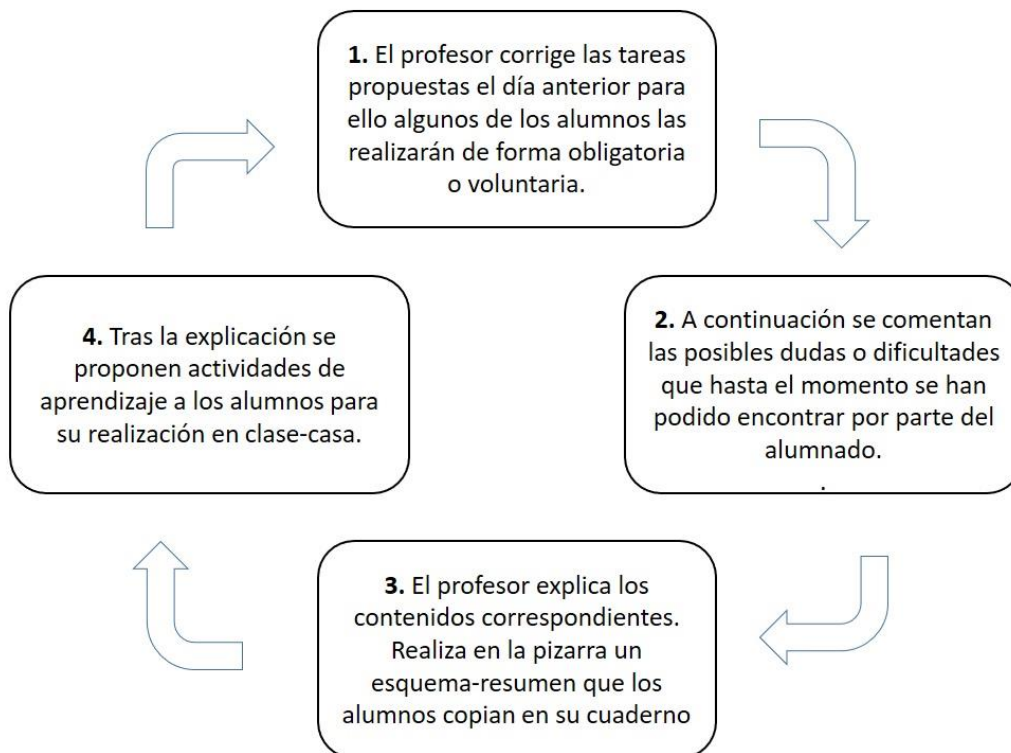 1. El profesor corrige las tareas
propuestas el día anterior para
ello algunos de los alumnos las
realizarán de forma obligatoria
o voluntaria.
2. A continuación se comentan
las posibles dudas o dificultades
que hasta el momento se han
podido encontrar por parte del
alumnado.
.
3. El profesor explica los
contenidos correspondientes.
Realiza en la pizarra un
esquema-resumen que los
alumnos copian en su cuaderno
4. Tras la explicación se
proponen actividades de
aprendizaje a los alumnos para
su realización en clase-casa.